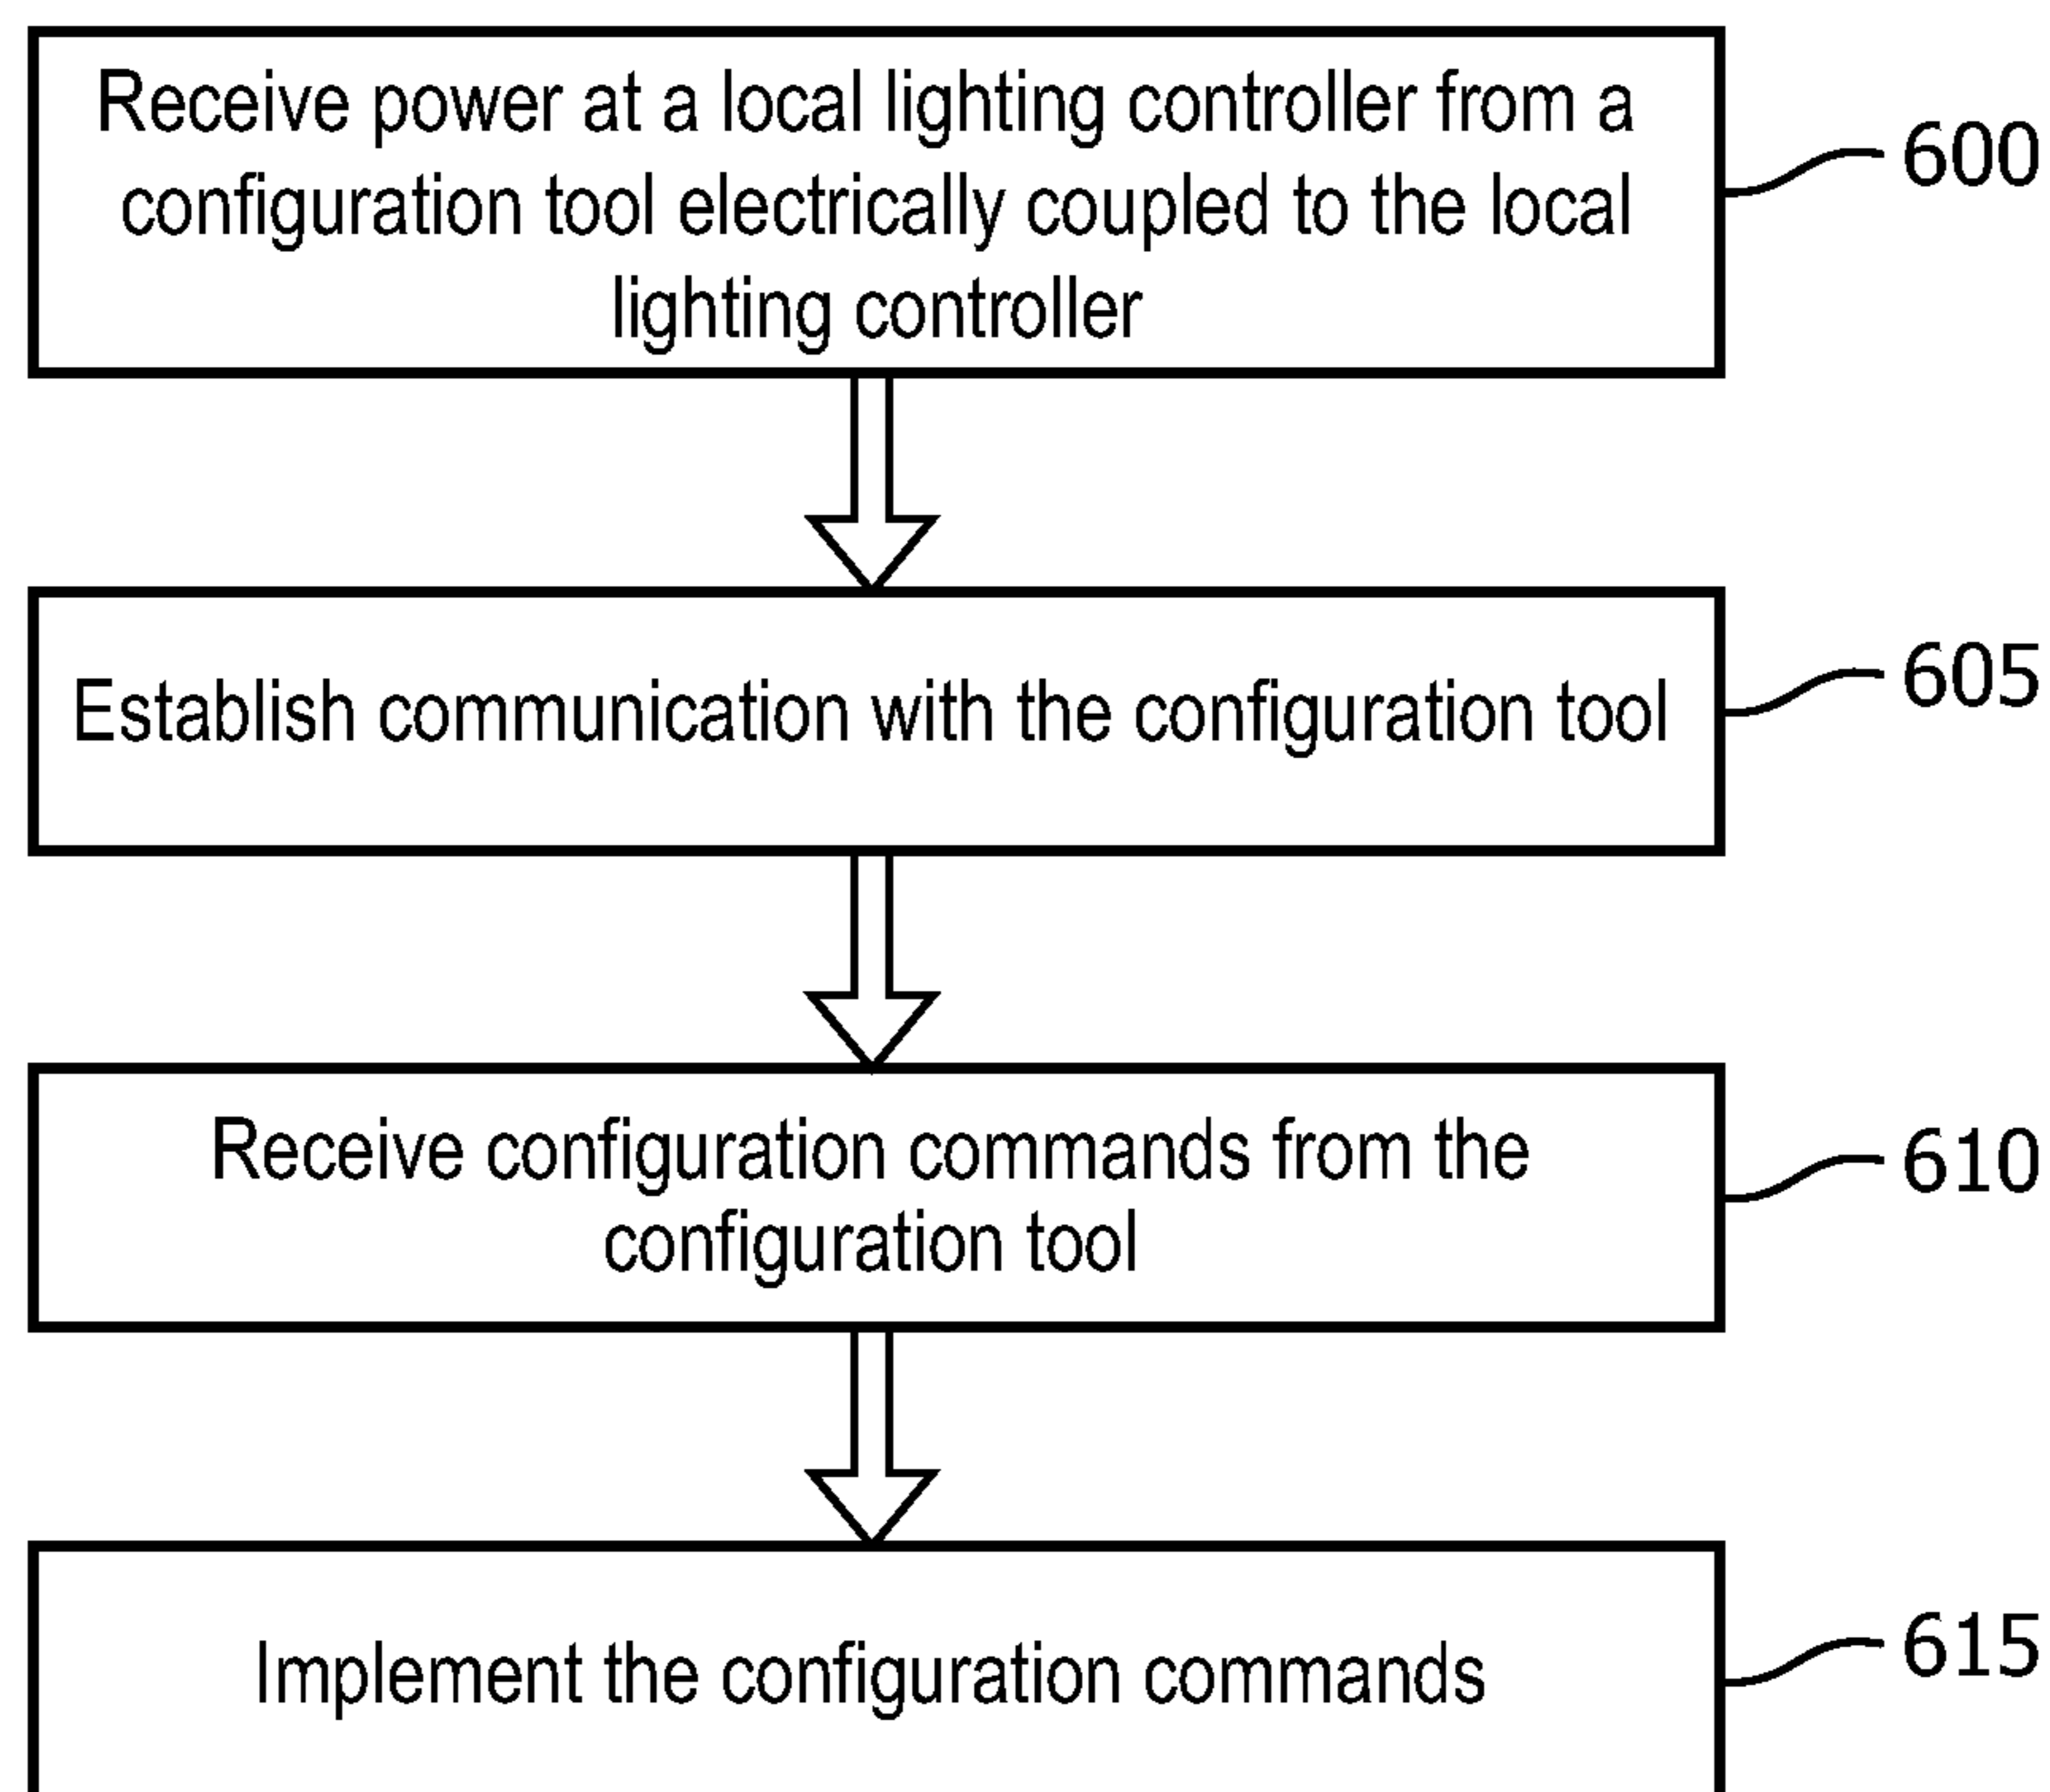 Receive power at a local lighting controller from a
configuration tool electrically coupled to the local
lighting controller
600
Establish communication with the configuration tool
605
Receive configuration commands from the
configuration tool
610
Implement the configuration commands
615